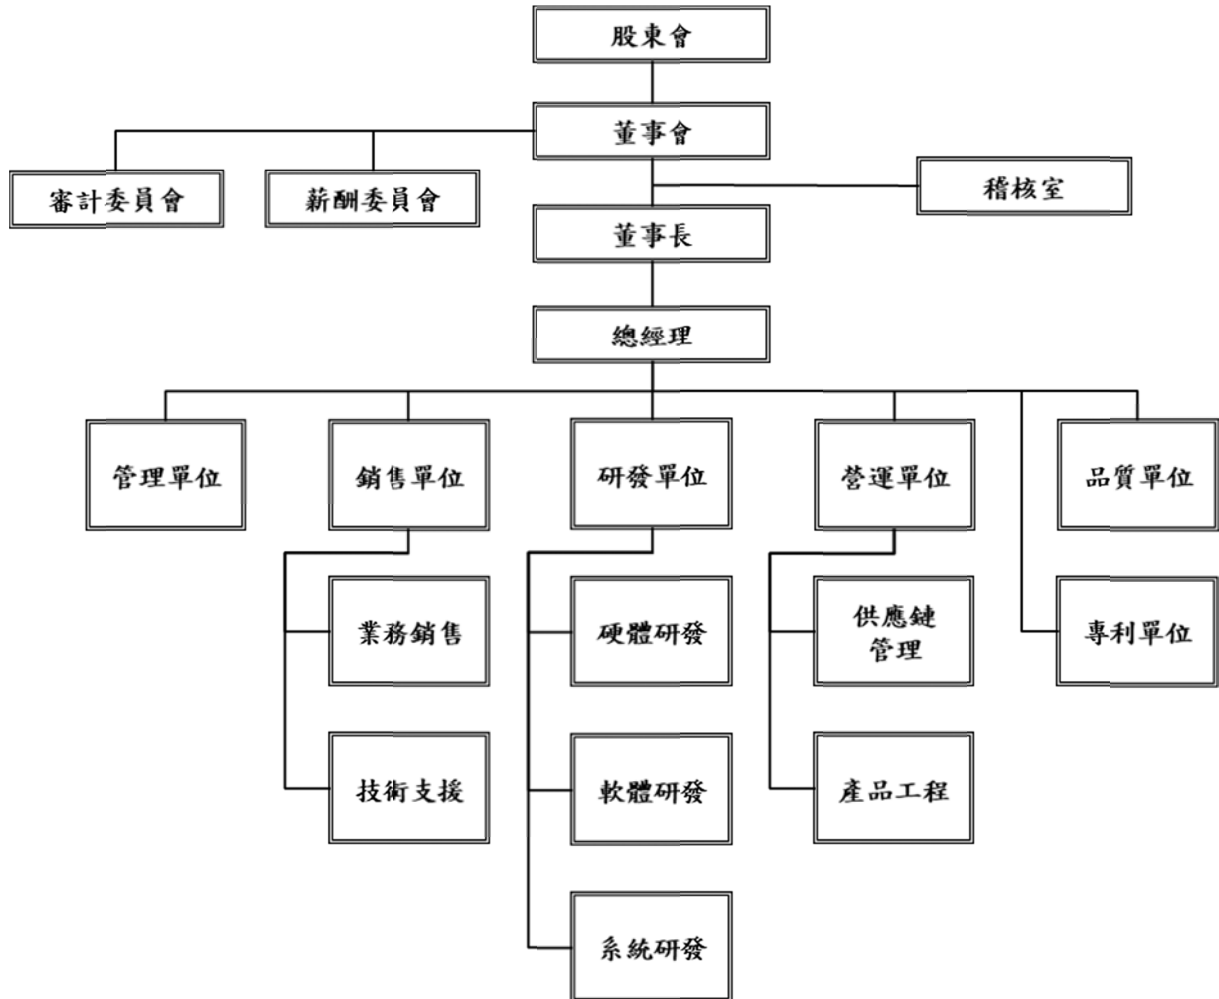 股東會
董事會
審計委員會
薪酬委員會
稽核室
董事長
總經理
管理單位
銷售單位
研發單位
營運單位
品質單位
業務銷售
硬體研發
供應鏈
管理
專利單位
技術支援
軟體研發
產品工程
系統研發